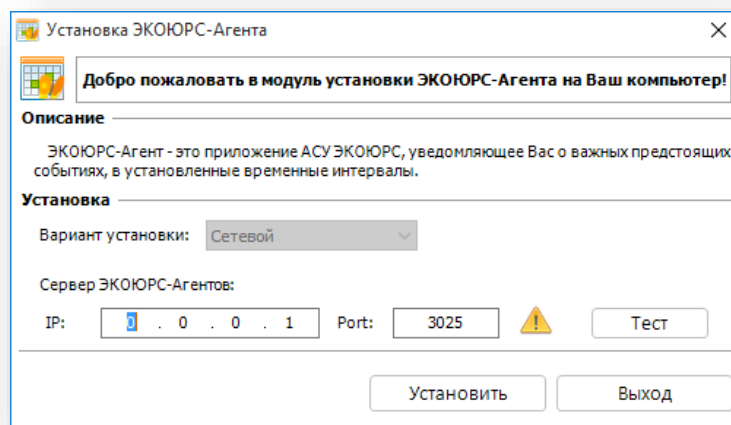 Установка ЭКОЮРС-Агента
Добро пожаловать в модуль установки ЭКОЮРС-Агента на Ваш компьютер!
Описание
ЭКОЮРС-Агент - это приложение АСУ ЭКОЮРС, уведомляющее Вас о важных предстоящих
событиях, в установленные временные интервалы.
Установка
Вариант установки: Сетевой
Сервер ЭКОЮРС-Агентов:
IP: 0 . 0 . 0 . 1 Port: 3025 Тест
Установить Выход